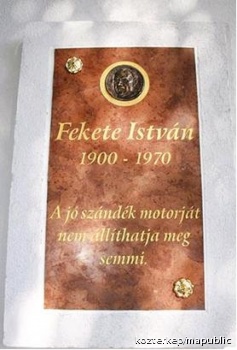 Fekete István
1900 - 1970
A jó szándék motorját
nem állíthatja meg
semmi.
kozterkep/mapublic